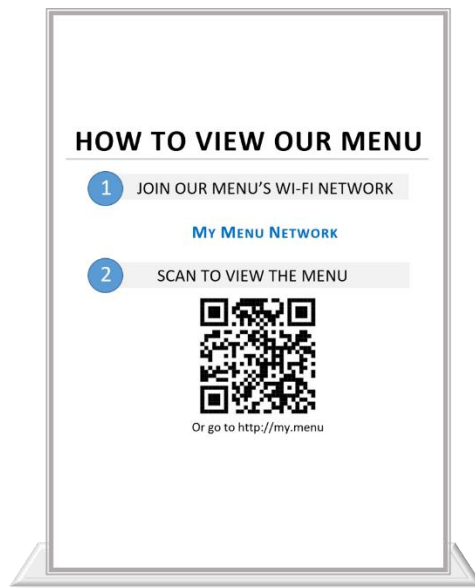 HOW TO VIEW OUR MENU
1 JOIN OUR MENU'S WI-FI NETWORK
MY MENU NETWORK
2 SCAN TO VIEW THE MENU
Or go to http://my.menu